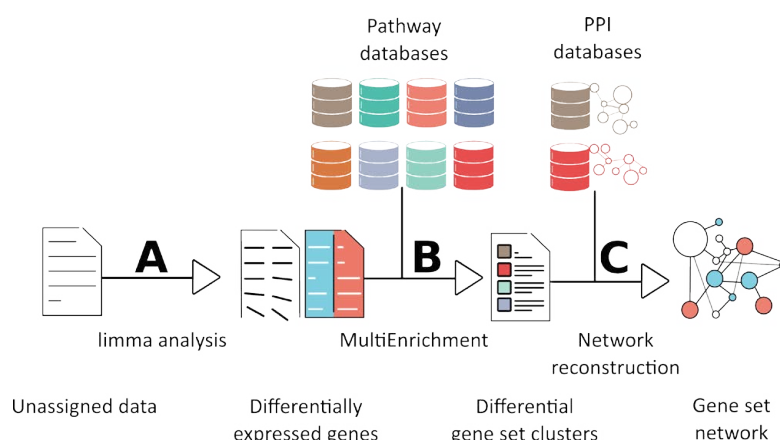 Pathway
databases
PPI
databases
A
B
C
limma analysis
MultiEnrichment
Network
reconstruction
Unassigned data
Differentially
expressed genes
Differential
gene set clusters
Gene set
network